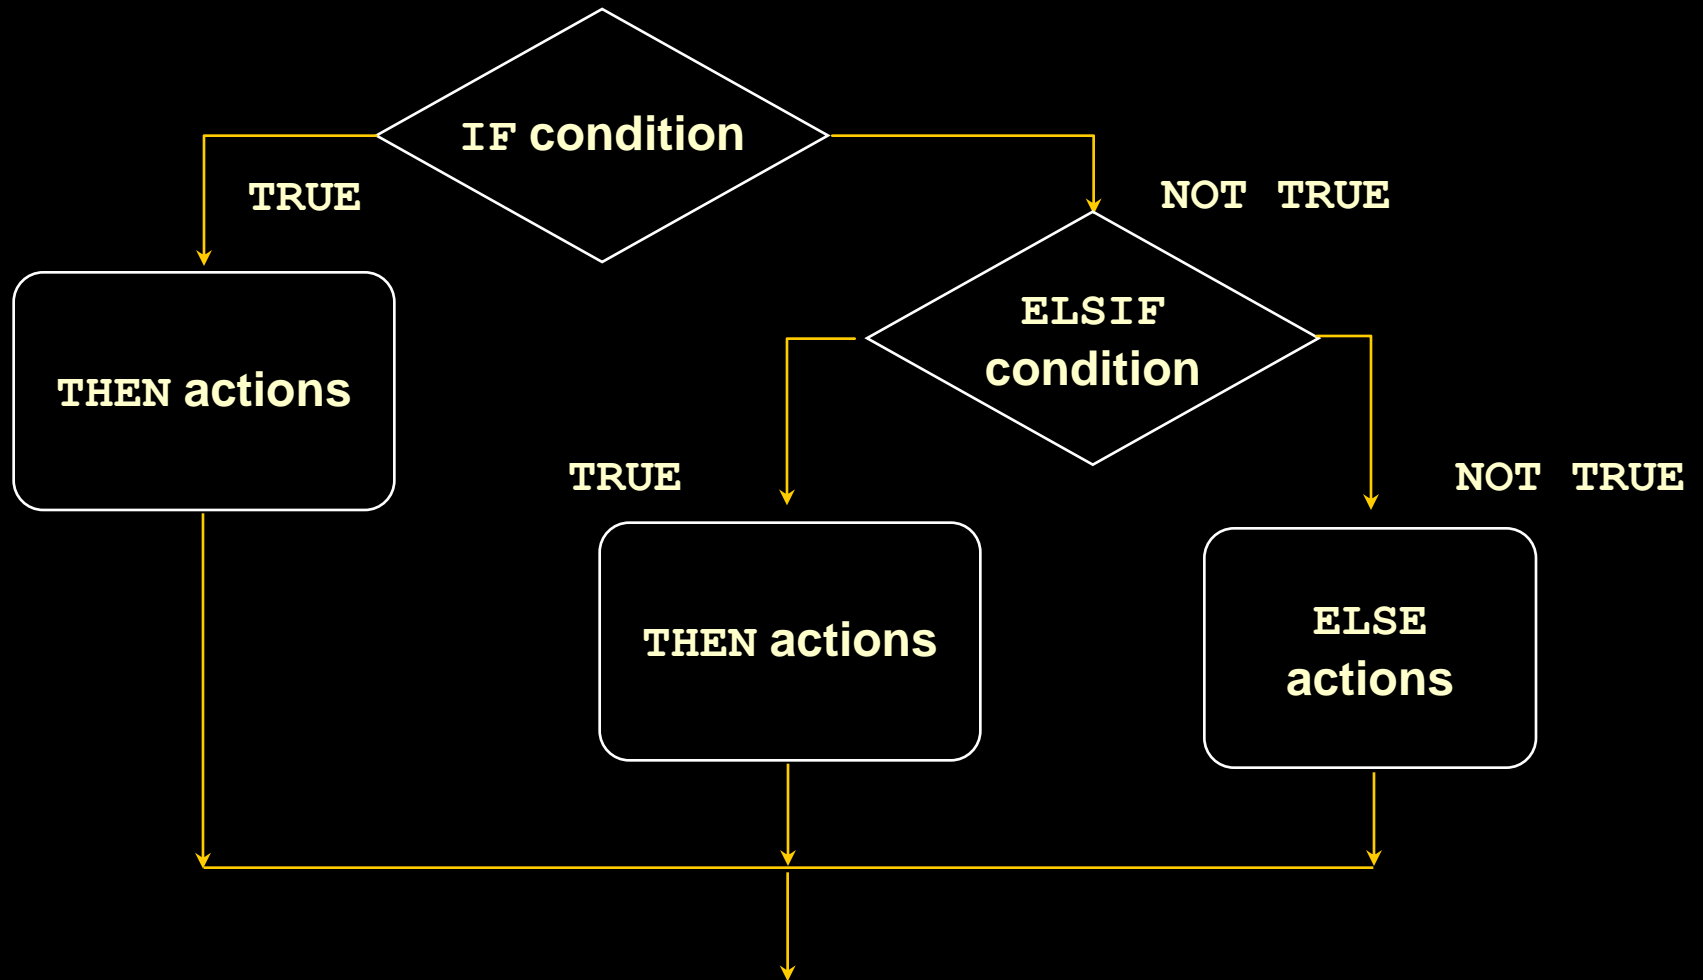 IF condition
TRUE
NOT TRUE
ELSIF
condition
THEN actions
TRUE
NOT TRUE
THEN actions
ELSE
actions